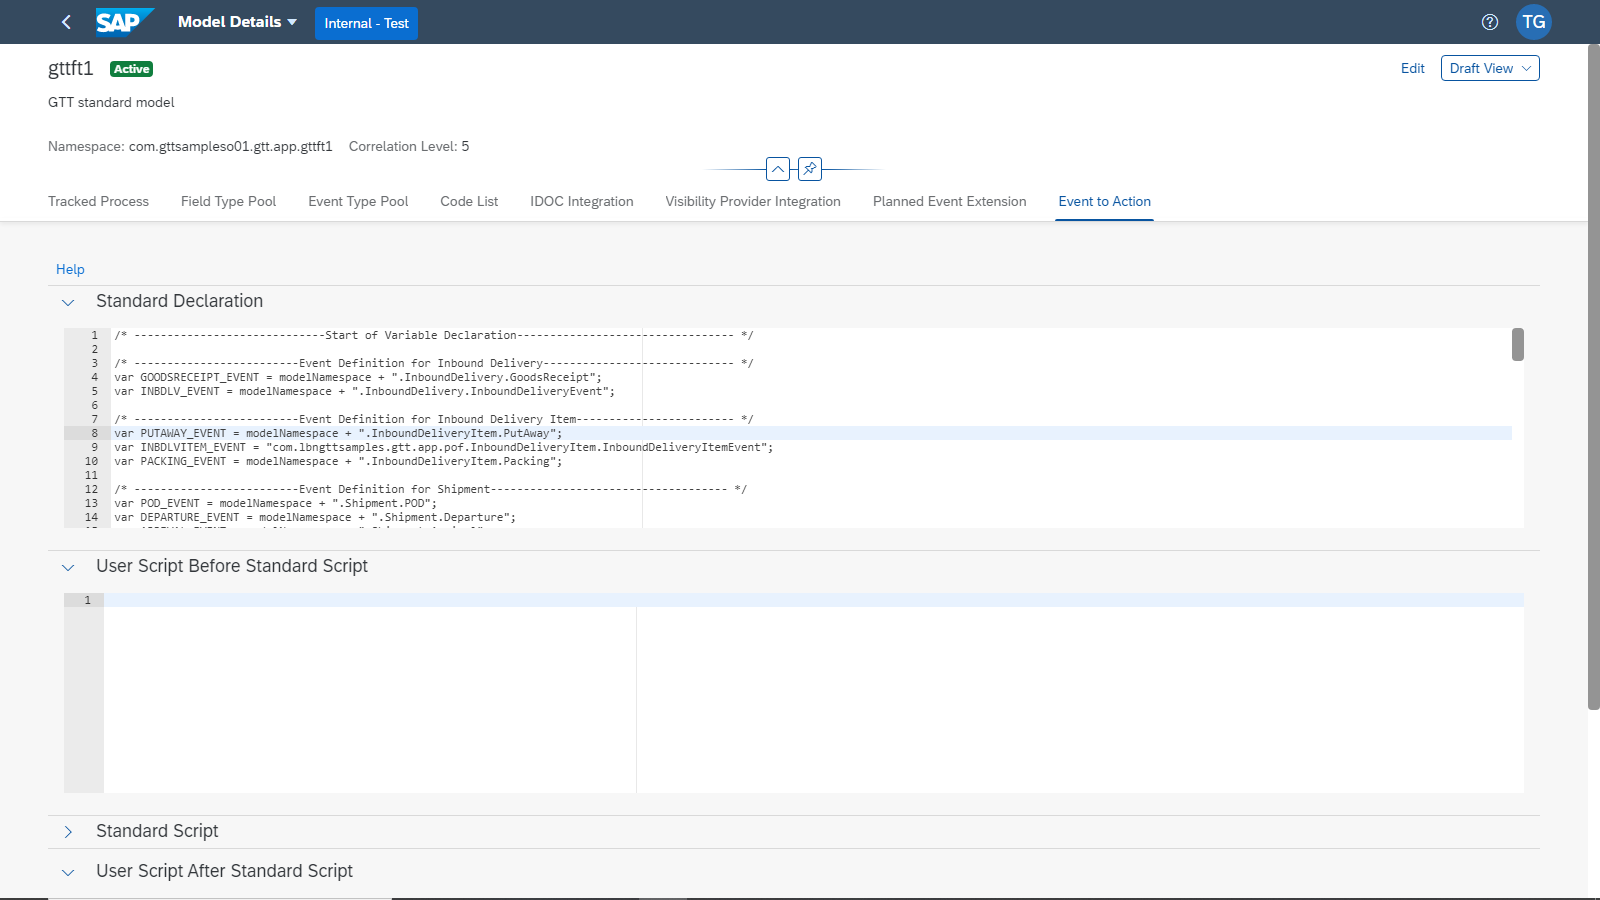 SAP Model Details Internal - Test TG
gttft1 Active Edit Draft View
GTT standard model
Namespace: com.gttsampleso01.gtt.app.gttft1 Correlation Level: 5
Tracked Process Field Type Pool Event Type Pool Code List IDOC Integration Visibility Provider Integration Planned Event Extension Event to Action
Help
Standard Declaration
1 /* -----------------------------Start of Variable Declaration--------------------------------- */
2
3 /* -------------------------Event Definition for Inbound Delivery----------------------------- */
4 var GOODSRECEIPT_EVENT = modelNamespace + ".InboundDelivery.GoodsReceipt";
5 var INBDLV_EVENT = modelNamespace + ".InboundDelivery.InboundDeliveryEvent";
6
7 /* -------------------------Event Definition for Inbound Delivery Item------------------------ */
8 var PUTAWAY_EVENT = modelNamespace + ".InboundDeliveryItem.PutAway";
9 var INBDLVITEM_EVENT = "com.lbngttsamples.gtt.app.pof.InboundDeliveryItem.InboundDeliveryItemEvent";
10 var PACKING_EVENT = modelNamespace + ".InboundDeliveryItem.Packing";
11
12 /* -------------------------Event Definition for Shipment------------------------------------ */
13 var POD_EVENT = modelNamespace + ".Shipment.POD";
14 var DEPARTURE_EVENT = modelNamespace + ".Shipment.Departure";
User Script Before Standard Script
1
Standard Script
User Script After Standard Script